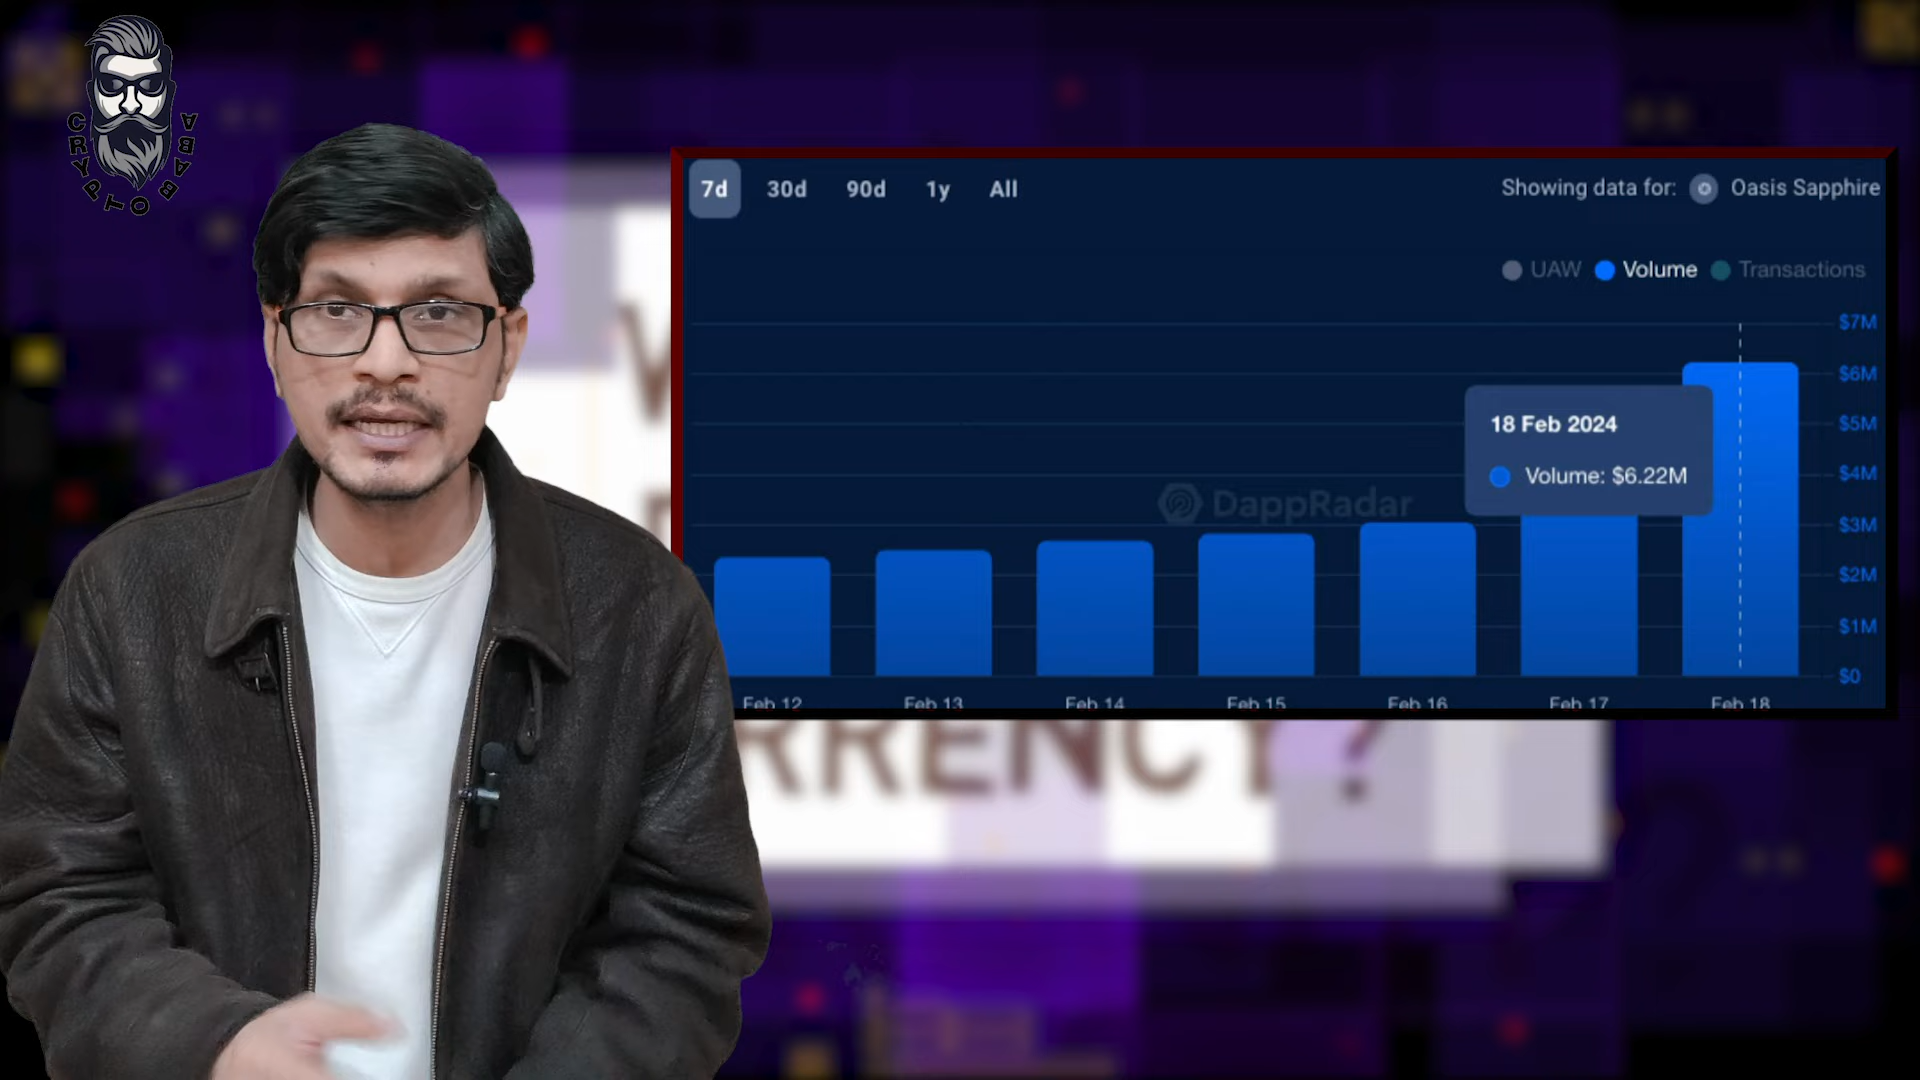 CRYPTO BABA
7d 30d 90d 1y All
Showing data for: Oasis Sapphire
UAW Volume Transactions
$7M
$6M
18 Feb 2024
$5M
Volume: $6.22M
$4M
DappRadar
$3M
$2M
$1M
$0
Feb 12 Feb 13 Feb 14 Feb 15 Feb 16 Feb 17 Feb 18
RRENCY?